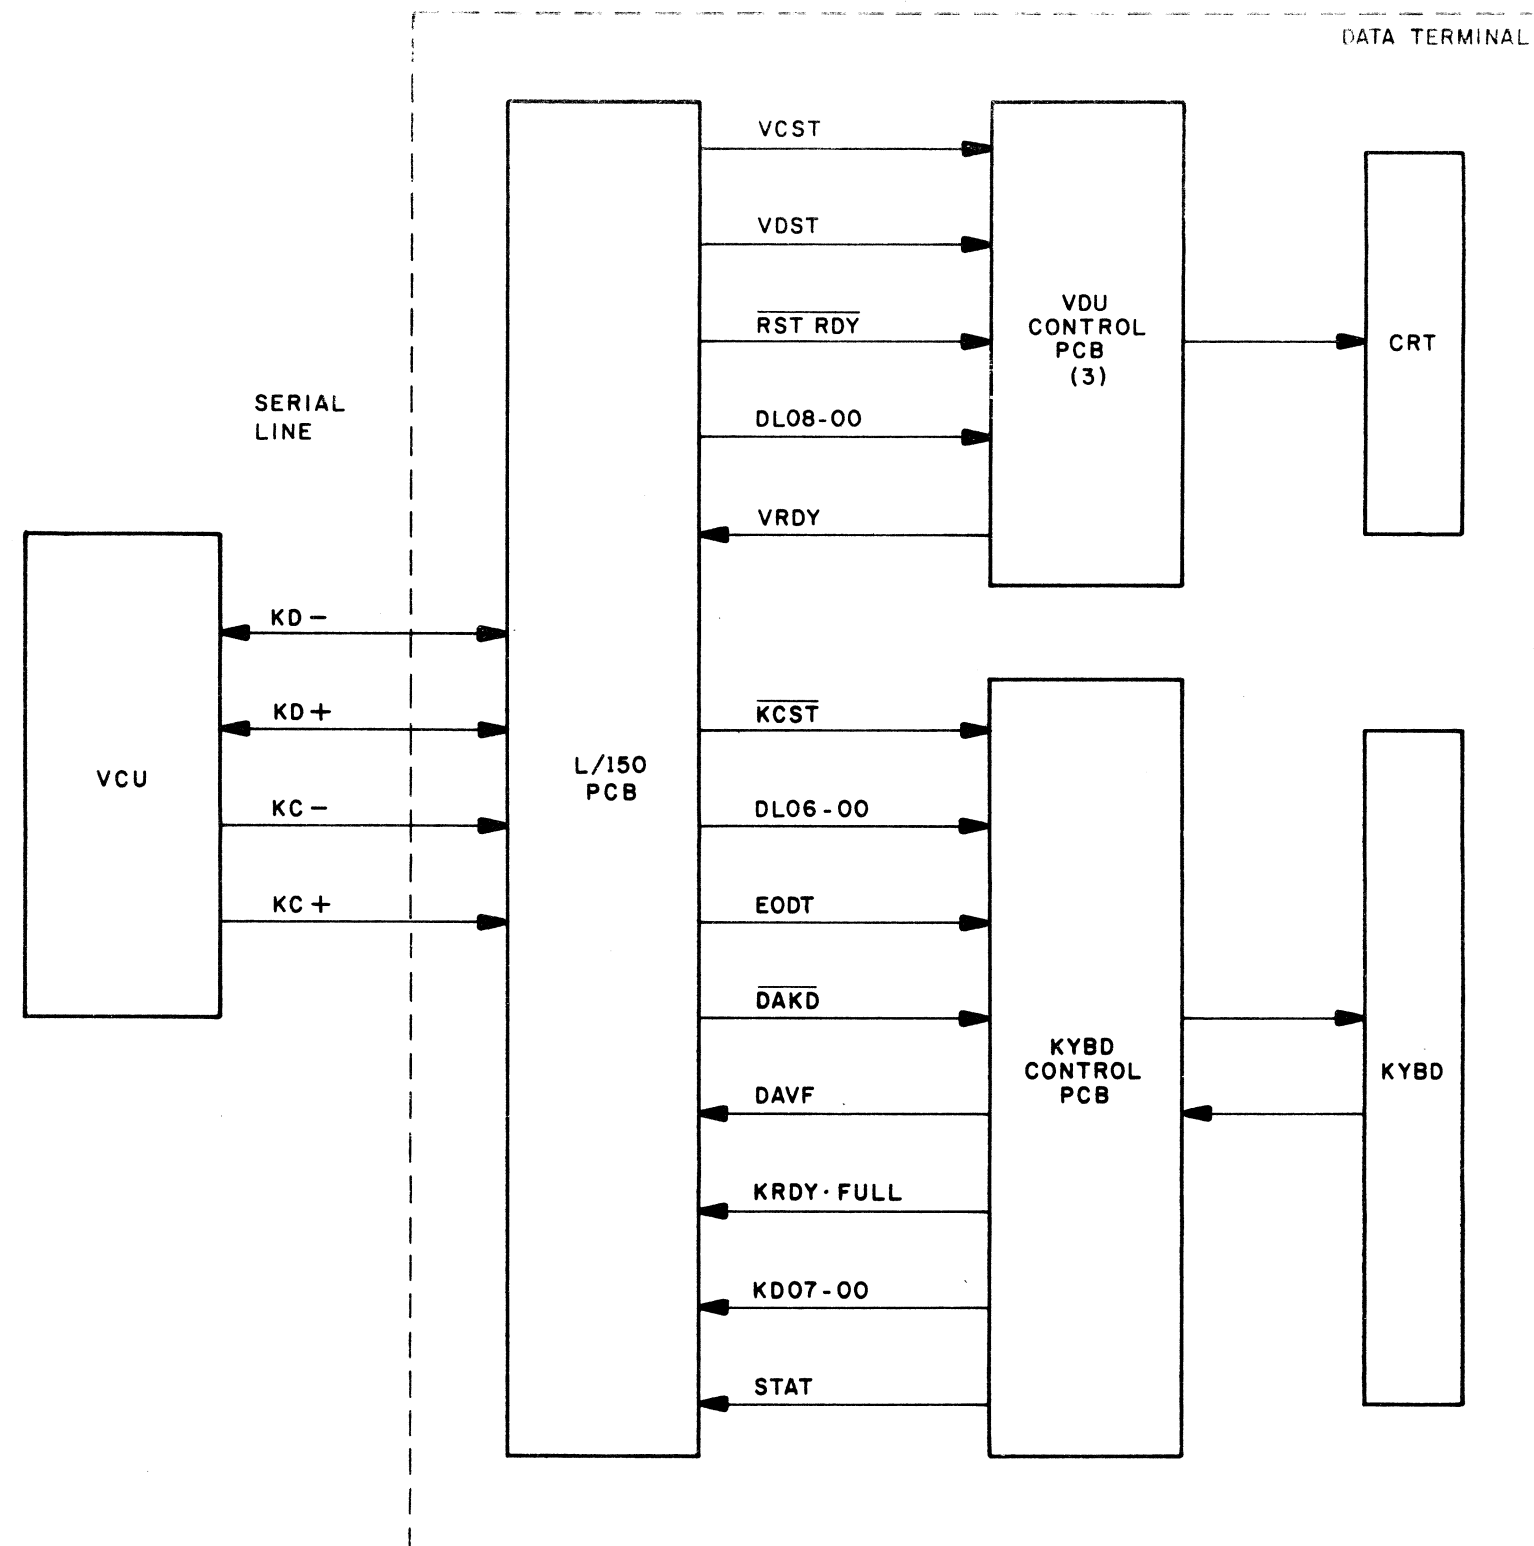 DATA TERMINAL
VCST
VDST
RST RDY
DL08-00
VRDY
VDU
CONTROL
PCB
(3)
CRT
SERIAL
LINE
KD-
KD+
KC-
KC+
VCU
L/150
PCB
KCST
DL06-00
EODT
DAKD
DAVF
KRDY·FULL
KD07-00
STAT
KYBD
CONTROL
PCB
KYBD